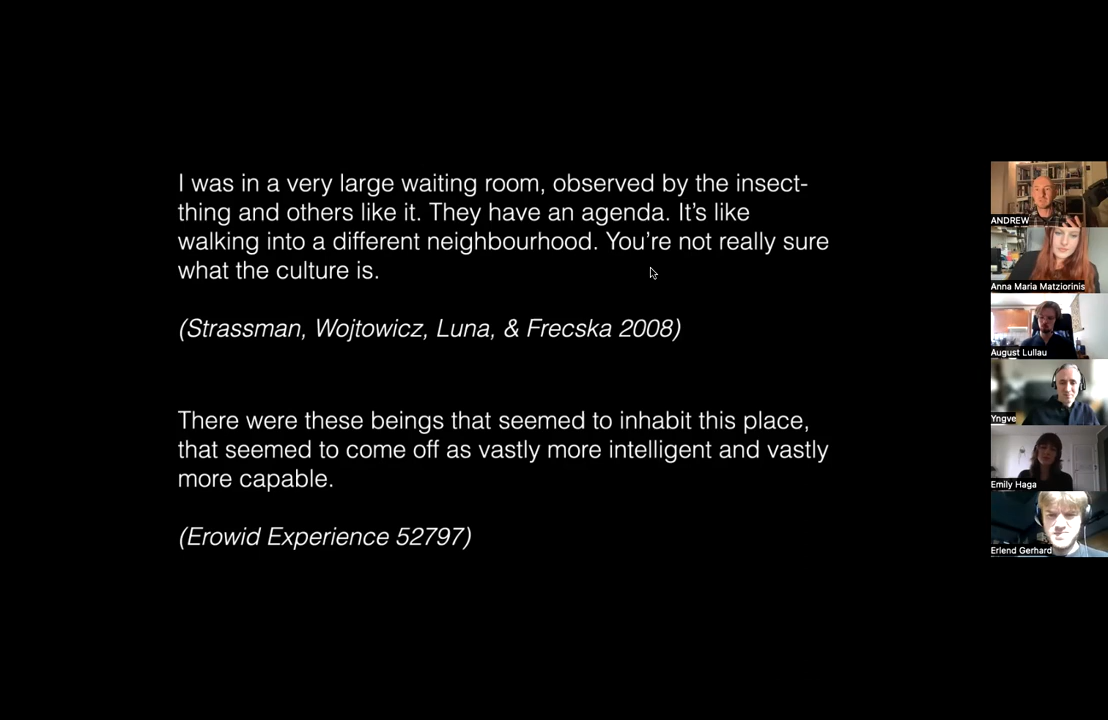 I was in a very large waiting room, observed by the insect-
thing and others like it. They have an agenda. It's like
walking into a different neighbourhood. You're not really sure
what the culture is.
(Strassman, Wojtowicz, Luna, & Frecska 2008)
There were these beings that seemed to inhabit this place,
that seemed to come off as vastly more intelligent and vastly
more capable.
(Erowid Experience 52797)
ANDREW
Anna Maria Matziorinis
August Lullau
Yngve
Emily Haga
Erlend Gerhard